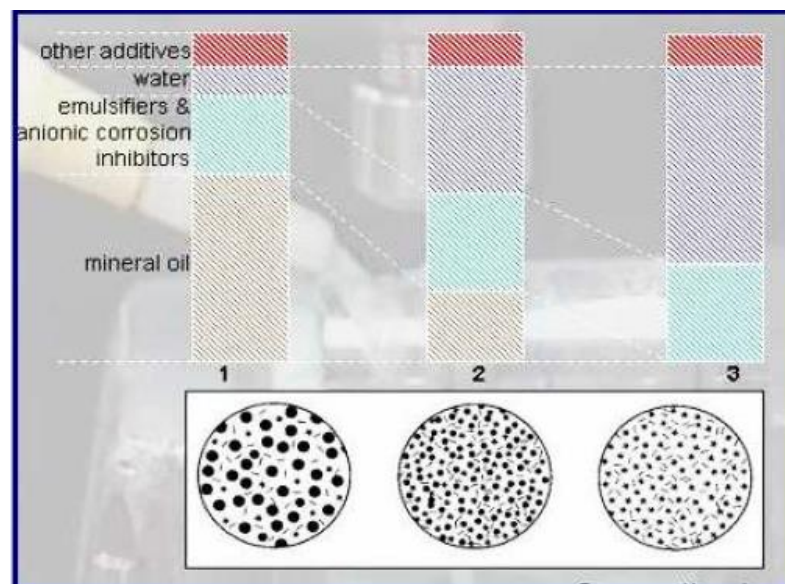 other additives
water
emulsifiers &
anionic corrosion
inhibitors
mineral oil
1 2 3